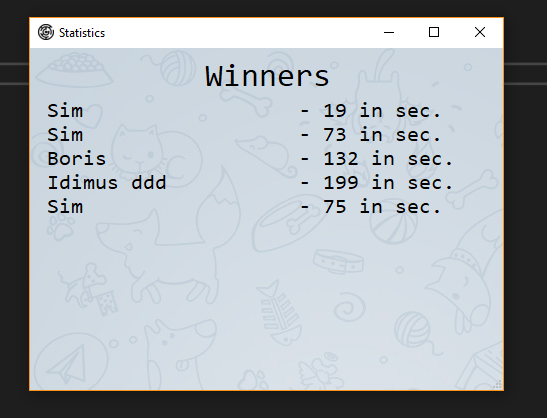 Statistics
Winners
Sim - 19 in sec.
Sim - 73 in sec.
Boris - 132 in sec.
Idimus ddd - 199 in sec.
Sim - 75 in sec.